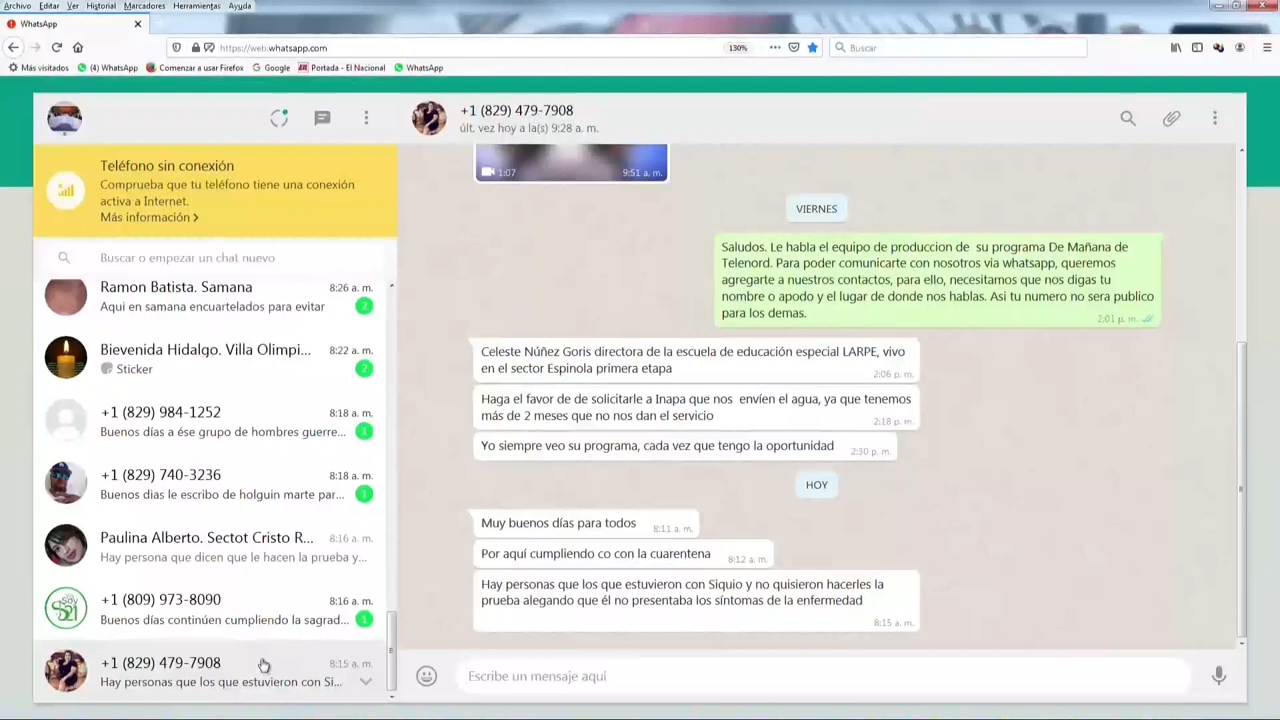 Archivo Editar Ver Historial Marcadores Herramientas Ayuda
WhatsApp
https://web.whatsapp.com
130%
Buscar
Más visitados
(4) WhatsApp
Comenzar a usar Firefox
Google
Portada - El Nacional
WhatsApp
Teléfono sin conexión
Comprueba que tu teléfono tiene una conexión
activa a Internet.
Más información
Buscar o empezar un chat nuevo
Ramon Batista. Samana 8:26 a. m.
Aqui en samana encuartelados para evitar 2
Bievenida Hidalgo. Villa Olimpi... 8:22 a. m.
Sticker 2
+1 (829) 984-1252 8:18 a. m.
Buenos días a ése grupo de hombres guerre... 1
+1 (829) 740-3236 8:18 a. m.
Buenos dias le escribo de holguin marte par... 1
Paulina Alberto. Sectot Cristo R... 8:16 a. m.
Hay persona que dicen que le hacen la prueba y...
Soy S21
+1 (809) 973-8090 8:16 a. m.
Buenos días continúen cumpliendo la sagrad... 1
+1 (829) 479-7908 8:15 a. m.
Hay personas que los que estuvieron con Si...
+1 (829) 479-7908
últ. vez hoy a la(s) 9:28 a. m.
1:07 9:51 a. m.
VIERNES
Saludos. Le habla el equipo de produccion de su programa De Mañana de
Telenord. Para poder comunicarte con nosotros via whatsapp, queremos
agregarte a nuestros contactos, para ello, necesitamos que nos digas tu
nombre o apodo y el lugar de donde nos hablas. Asi tu numero no sera publico
para los demas.
2:01 p. m.
Celeste Núñez Goris directora de la escuela de educación especial LARPE, vivo
en el sector Espinola primera etapa
2:06 p. m.
Haga el favor de de solicitarle a Inapa que nos envíen el agua, ya que tenemos
más de 2 meses que no nos dan el servicio
2:18 p. m.
Yo siempre veo su programa, cada vez que tengo la oportunidad
2:30 p. m.
HOY
Muy buenos días para todos
8:11 a. m.
Por aquí cumpliendo co con la cuarentena
8:12 a. m.
Hay personas que los que estuvieron con Siquio y no quisieron hacerles la
prueba alegando que él no presentaba los síntomas de la enfermedad
8:15 a. m.
Escribe un mensaje aquí